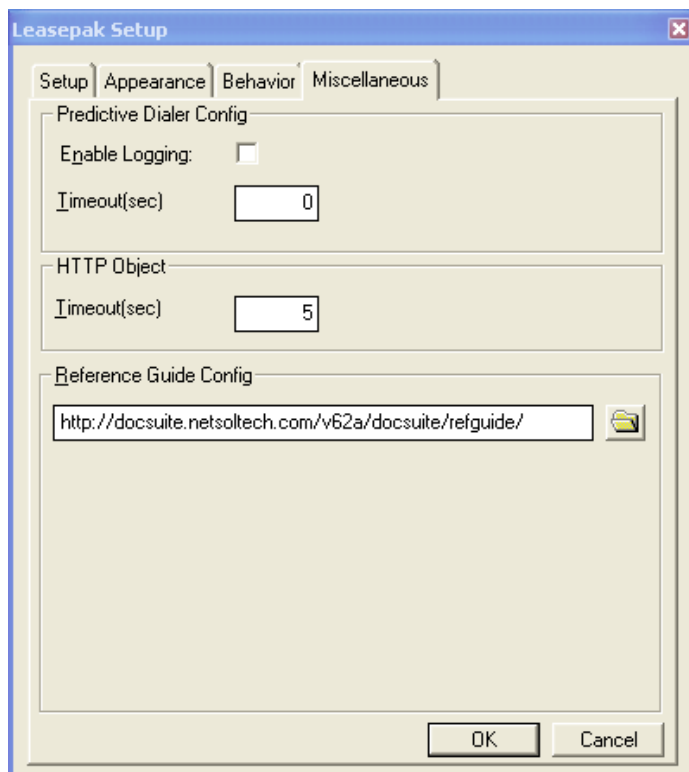 Leasepak Setup
Setup Appearance Behavior Miscellaneous
Predictive Dialer Config
Enable Logging:
Timeout(sec) 0
HTTP Object
Timeout(sec) 5
Reference Guide Config
http://docsuite.netsoltech.com/v62a/docsuite/refguide/
OK Cancel